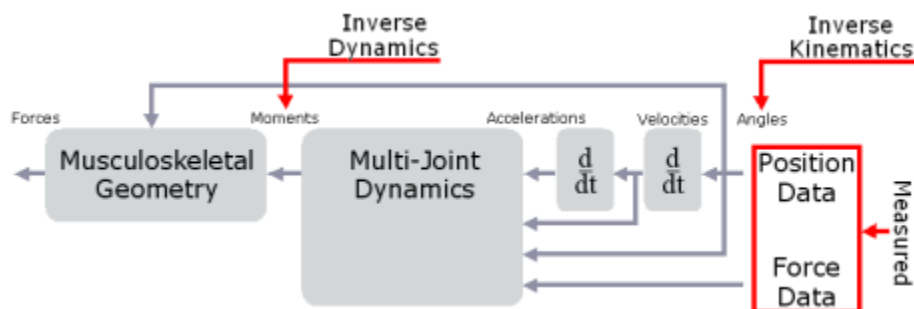 Inverse
Dynamics
Inverse
Kinematics
Forces
Moments
Accelerations
Velocities
Angles
Musculoskeletal
Geometry
Multi-Joint
Dynamics
d
dt
d
dt
Position
Data
Force
Data
Measured